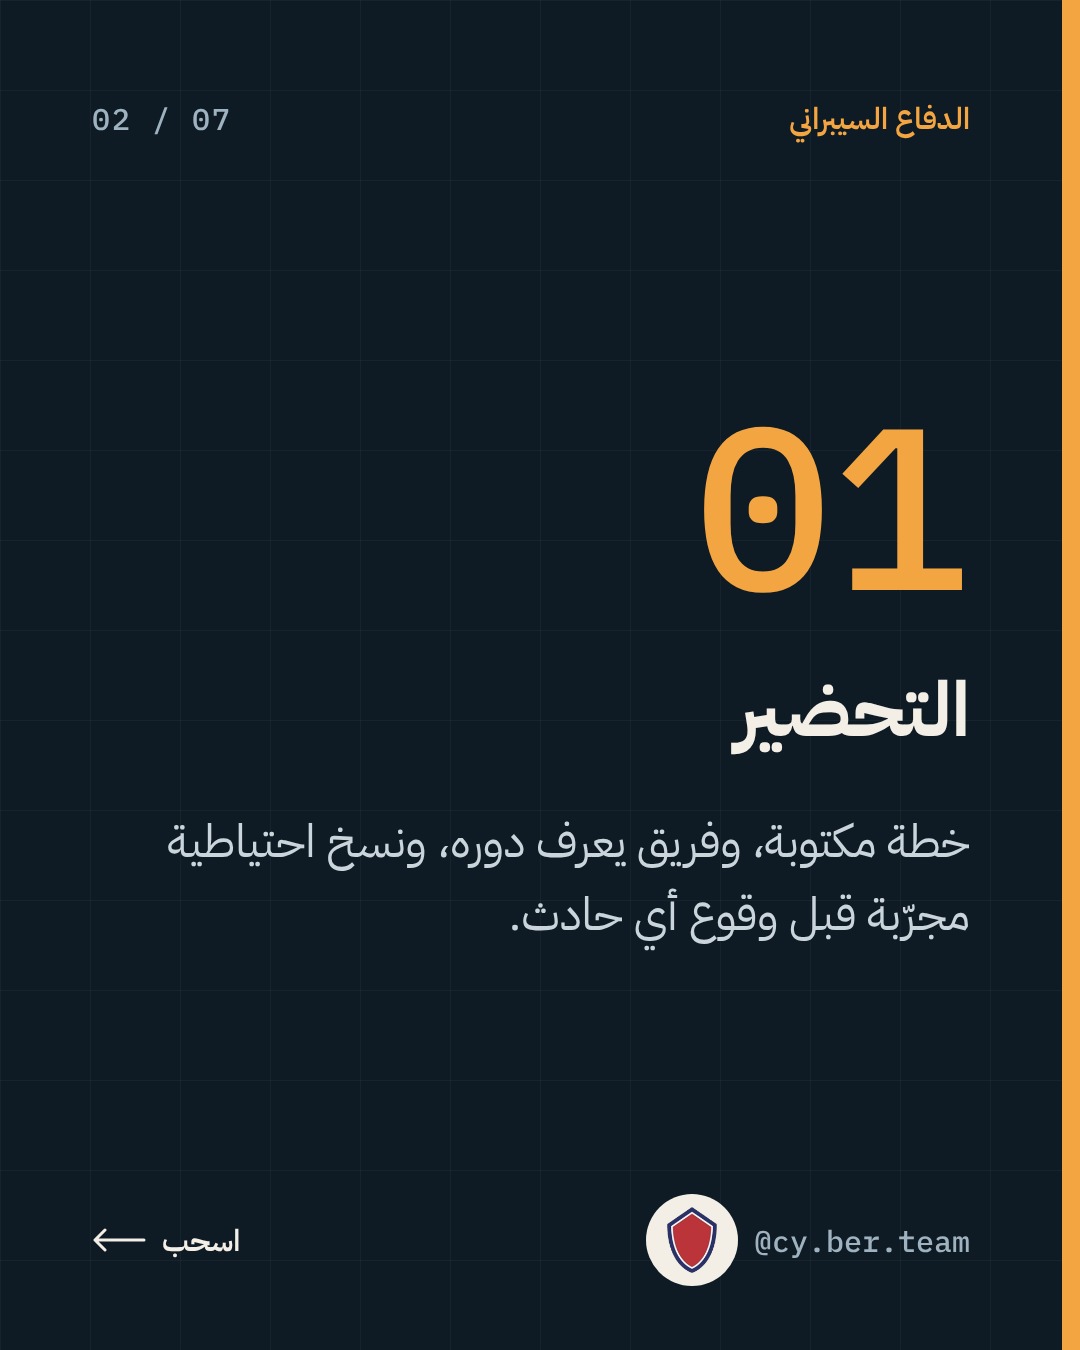 الدفاع السيبراني
02 / 07
01
التحضير
خطة مكتوبة، وفريق يعرف دوره، ونسخ احتياطية
مجرّبة قبل وقوع أي حادث.
@cy.ber.team
اسحب ←